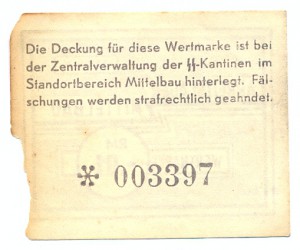 Die Deckung für diese Wertmarke ist bei
der Zentralverwaltung der ᛋᛋ-Kantinen im
Standortbereich Mittelbau hinterlegt. Fäl-
schungen werden strafrechtlich geahndet.
* 003397